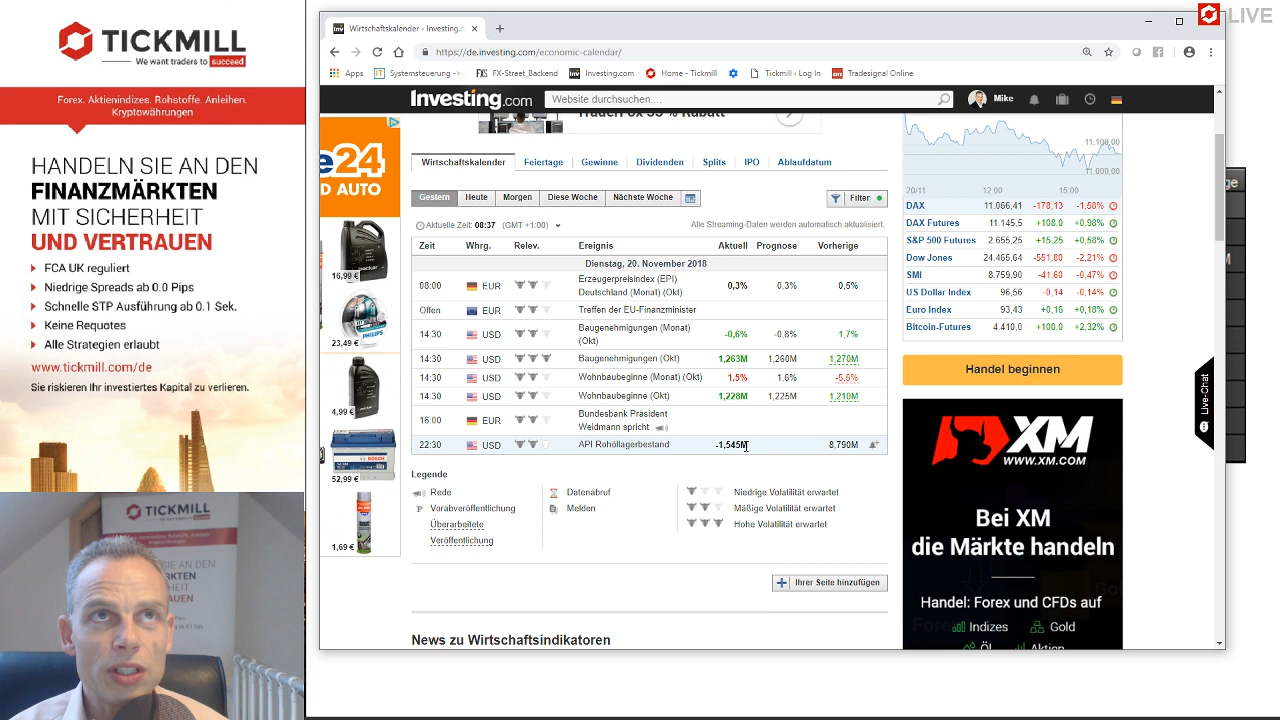 TICKMILL
We want traders to succeed
Forex. Aktienindizes. Rohstoffe. Anleihen.
Kryptowährungen
HANDELN SIE AN DEN
FINANZMÄRKTEN
MIT SICHERHEIT
UND VERTRAUEN
FCA UK reguliert
Niedrige Spreads ab 0.0 Pips
Schnelle STP Ausführung ab 0.1 Sek.
Keine Requotes
Alle Strategien erlaubt
www.tickmill.com/de
Sie riskieren Ihr investiertes Kapital zu verlieren.
TICKMILL
LIVE
Wirtschaftskalender - Investing.c
https://de.investing.com/economic-calendar/
Apps
Systemsteuerung ->
FXS FX-Street_Backend
Inv Investing.com
Home - Tickmill
Tickmill › Log In
Tradesignal Online
Investing.com
Website durchsuchen....
Mike
e24
D AUTO
16,99 €
PHILIPS
23,49 €
4,99 €
BOSCH
52,99 €
1,69 €
Wirtschaftskalender Feiertage Gewinne Dividenden Splits IPO Ablaufdatum
Gestern Heute Morgen Diese Woche Nächste Woche Filter
Aktuelle Zeit: 08:37 (GMT +1:00) Alle Streaming-Daten werden automatisch aktualisiert.
Zeit Whrg. Relev. Ereignis Aktuell Prognose Vorherige
Dienstag, 20. November 2018
08:00 EUR Erzeugerpreisindex (EPI) Deutschland (Monat) (Okt) 0,3% 0,3% 0,5%
Offen EUR Treffen der EU-Finanzminister
14:30 USD Baugenehmigungen (Monat) (Okt) -0,6% -0,8% 1,7%
14:30 USD Baugenehmigungen (Okt) 1,263M 1,260M 1,270M
14:30 USD Wohnbaubeginne (Monat) (Okt) 1,5% 1,6% -5,5%
14:30 USD Wohnbaubeginne (Okt) 1,228M 1,225M 1,210M
16:00 EUR Bundesbank Präsident Weidmann spricht
22:30 USD API Rohöllagerbestand -1,545M 8,790M
Legende
Rede
P Vorabveröffentlichung
Überarbeitete
Veröffentlichung
Datenabruf
Melden
Niedrige Volatilität erwartet
Mäßige Volatilität erwartet
Hohe Volatilität erwartet
Ihrer Seite hinzufügen
News zu Wirtschaftsindikatoren
11.100,00
11.000,00
20/11 12:00 15:00
DAX 11.066,41 -178,13 -1,58%
DAX Futures 11.145,5 +108,0 +0,98%
S&P 500 Futures 2.655,25 +15,25 +0,58%
Dow Jones 24.465,64 -551,80 -2,21%
SMI 8.759,90 -41,60 -0,47%
US Dollar Index 96,56 -0,14 -0,14%
Euro Index 93,43 +0,16 +0,18%
Bitcoin-Futures 4.410,0 +100,0 +2,32%
Handel beginnen
XM
WWW.XM.COM
Bei XM
die Märkte handeln
Handel: Forex und CFDs auf
Indizes Gold
Öl Aktien
Live-Chat